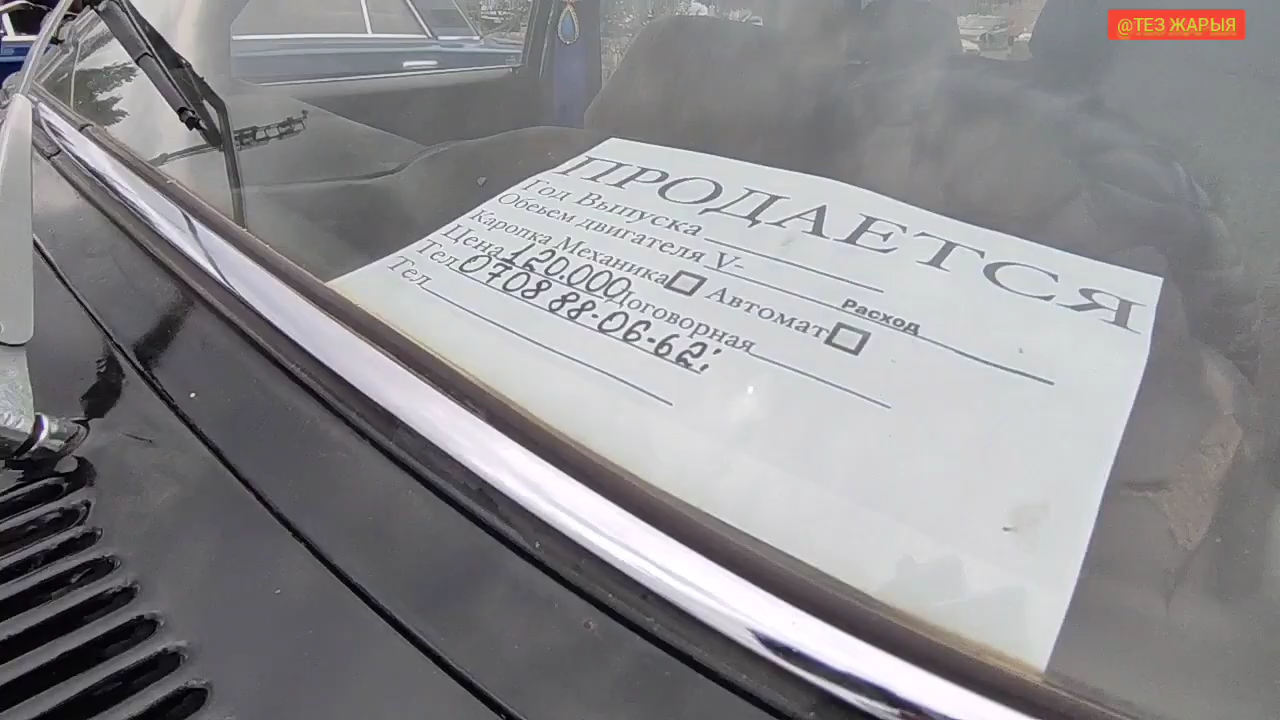 @ТЕЗ ЖАРЫЯ
ПРОДАЕТСЯ
Год Выпуска
Обеьем двигателя V-
Расход
Каропка Механика Автомат
Цена 120.000 Договорная
Тел. 0708 88-06-62;
Тел.